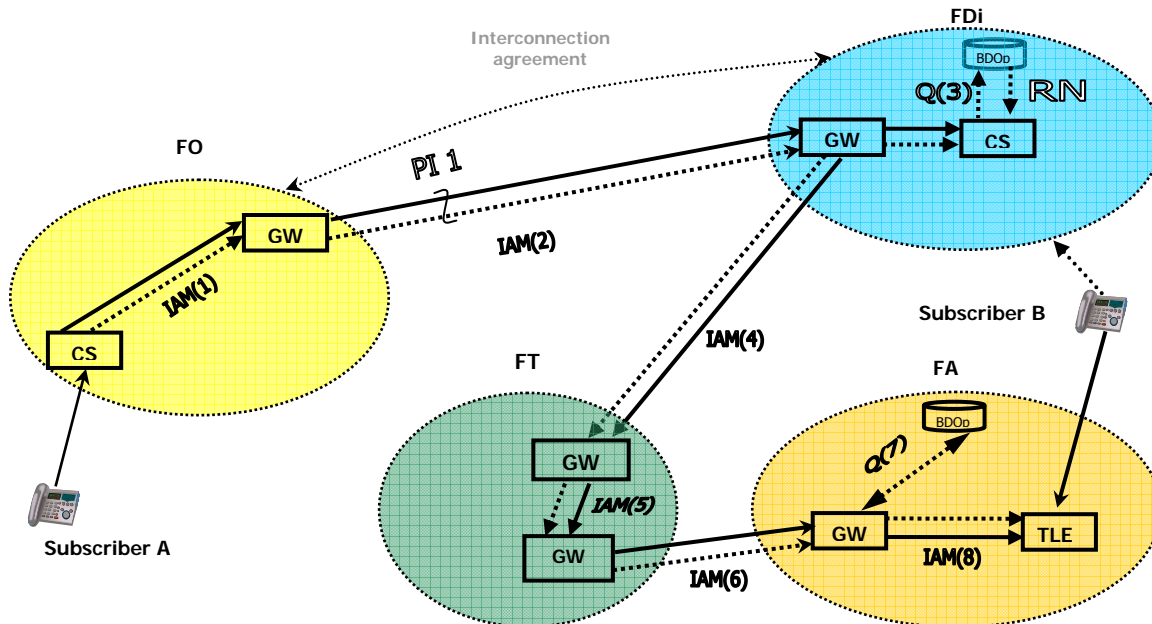 FDi
Interconnection
agreement
BDOp
Q(3)
RN
GW
CS
FO
PI 1
GW
IAM(2)
IAM(1)
CS
Subscriber B
IAM(4)
FT
FA
BDOp
Q(7)
GW
IAM(5)
GW
GW
TLE
IAM(8)
IAM(6)
Subscriber A